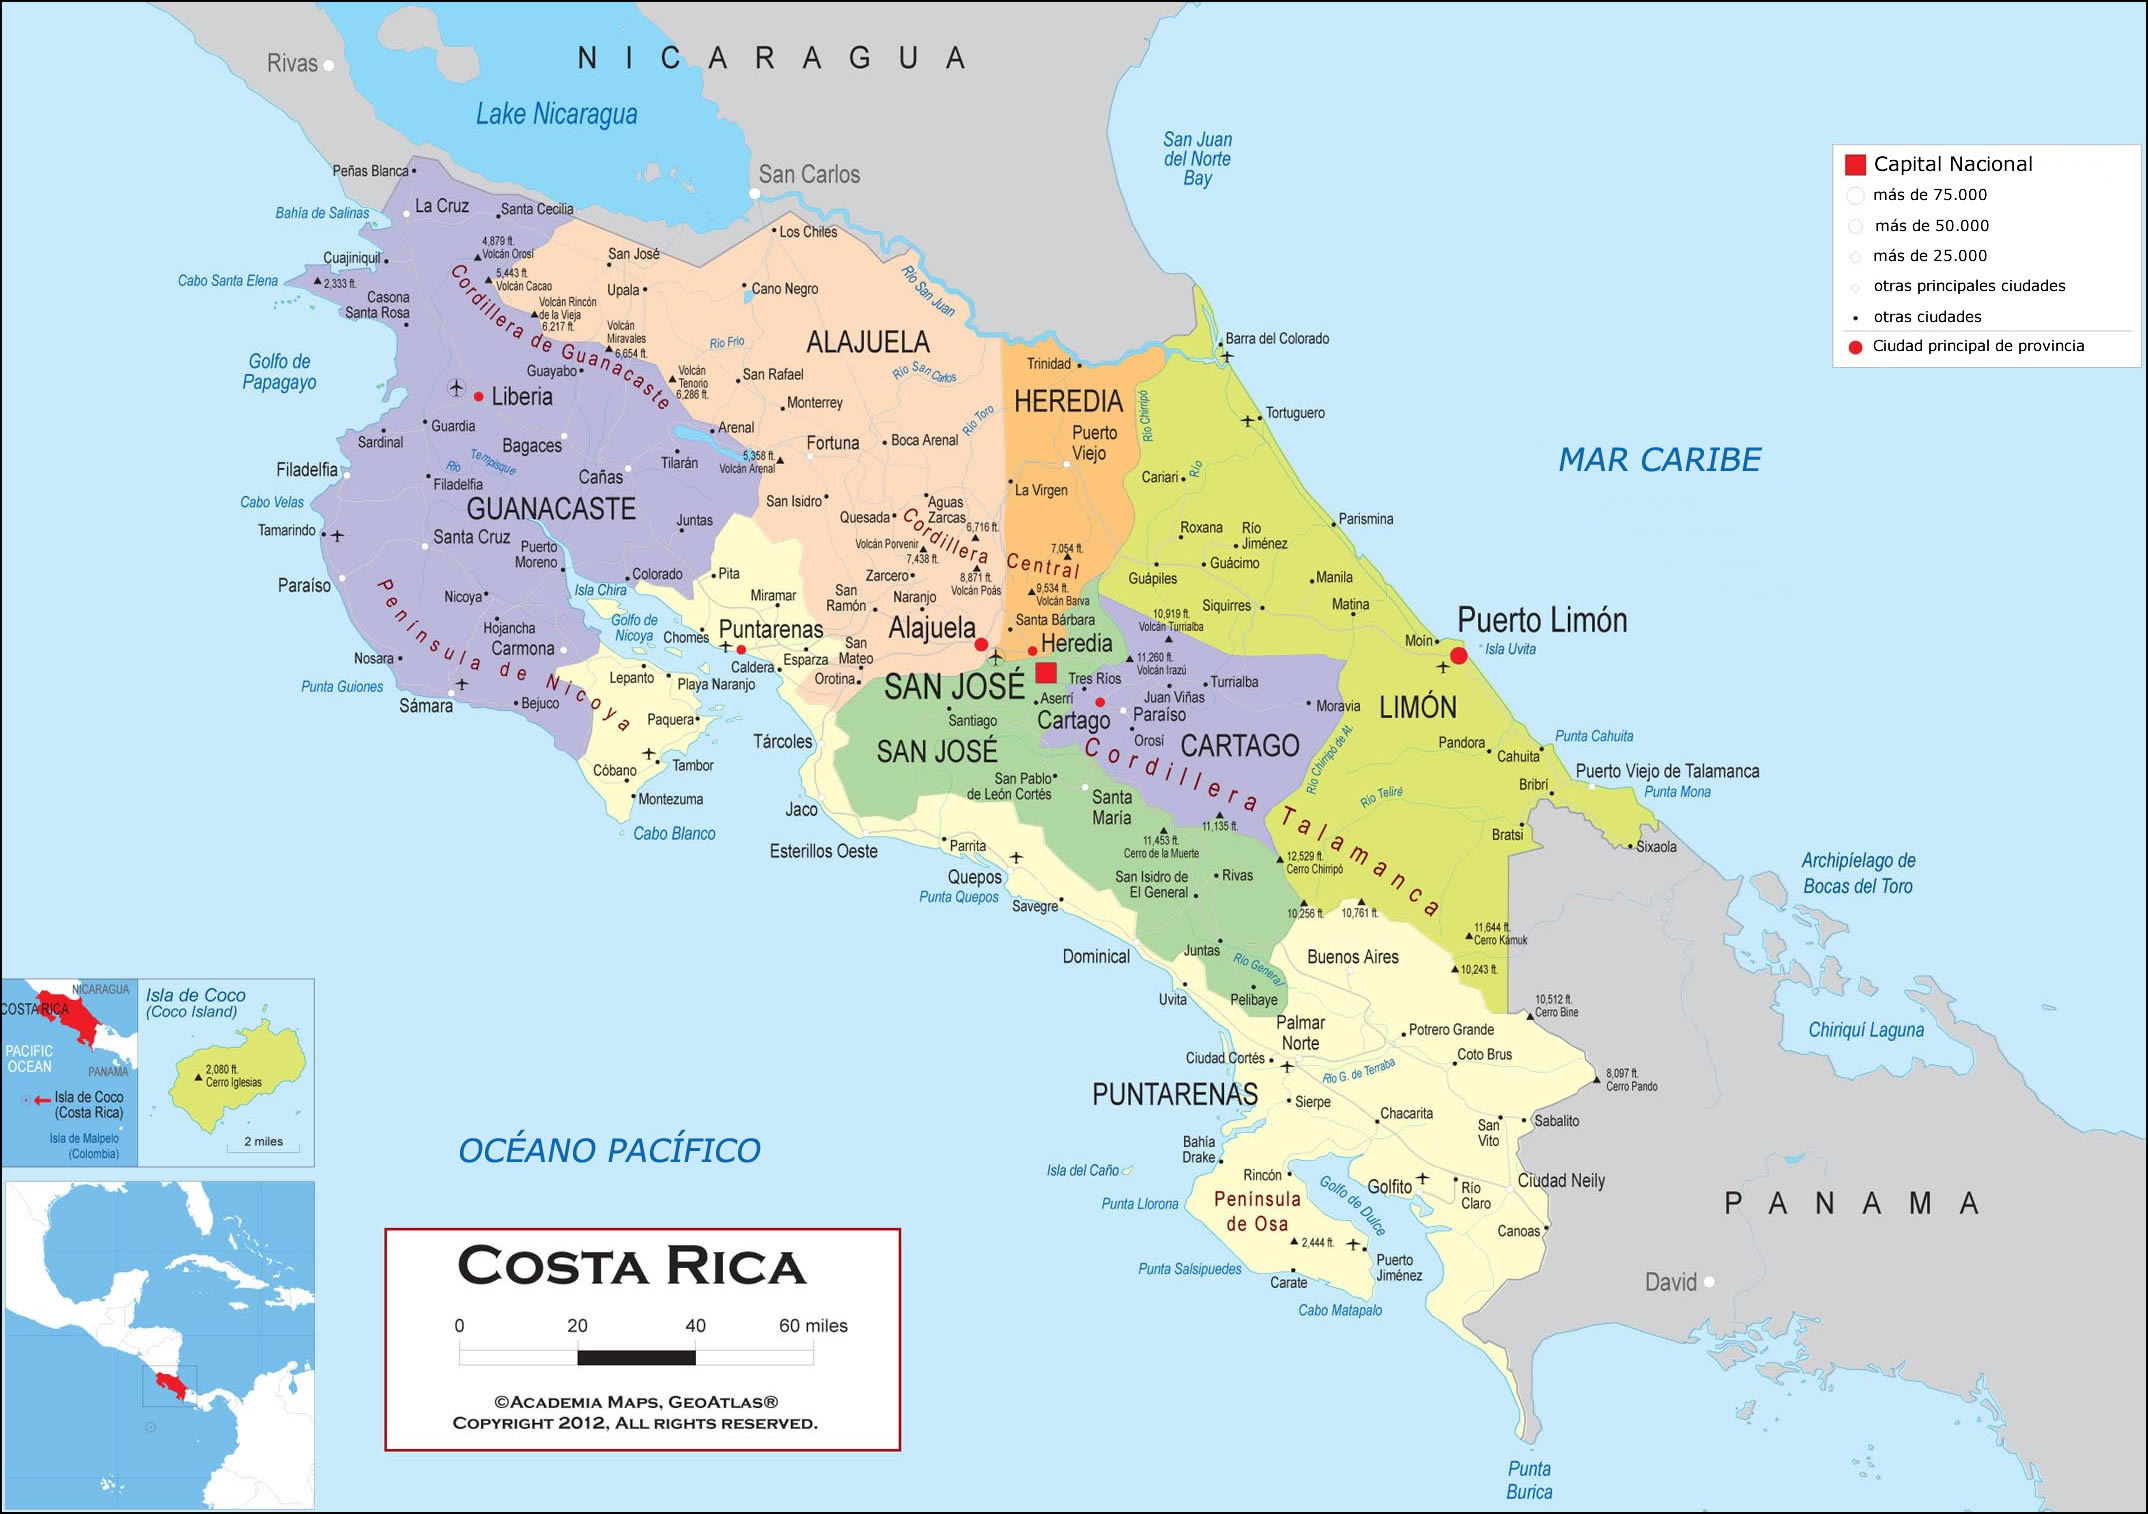 NICARAGUA
Rivas
Lake Nicaragua
San Carlos
San Juan
del Norte
Bay
Capital Nacional
más de 75.000
más de 50.000
más de 25.000
otras principales ciudades
otras ciudades
Ciudad principal de provincia
Peñas Blanca
La Cruz
Santa Cecilia
Bahía de Salinas
Cuajiniquil
4,879 ft.
Volcán Orosí
5,443 ft.
Volcán Cacao
Cabo Santa Elena
2,333 ft.
Casona
Santa Rosa
Volcán Rincón
de la Vieja
6,217 ft.
Volcán
Miravales
6,654 ft.
Cordillera de Guanacaste
Golfo de
Papagayo
Guayabo
Liberia
Guardia
Sardinal
Bagaces
Filadelfia
Río Tempisque
Filadelfia
Cañas
Tilarán
Cabo Velas
GUANACASTE
Tamarindo
Santa Cruz
Juntas
Puerto
Moreno
Paraíso
Colorado
Nicoya
Isla Chira
Península de Nicoya
Hojancha
Carmona
Golfo de
Nicoya
Nosara
Punta Guiones
Sámara
Bejuco
Lepanto
Playa Naranjo
Paquera
Cóbano
Tambor
Montezuma
Cabo Blanco
Los Chiles
San José
Upala
Cano Negro
Río San Juan
ALAJUELA
Río Frio
Río San Carlos
Volcán
Tenorio
6,286 ft.
San Rafael
Monterrey
Arenal
Fortuna
Boca Arenal
Río Toro
5,358 ft.
Volcán Arenal
San Isidro
Quesada
Aguas
Zarcas
6,716 ft.
Cordillera Central
Volcán Porvenir
7,438 ft.
8,871 ft.
Volcán Poás
Zarcero
Naranjo
San
Ramón
Alajuela
San
Mateo
Orotina
Pita
Miramar
Chomes
Puntarenas
Caldera
Esparza
Trinidad
HEREDIA
Puerto
Viejo
La Virgen
7,054 ft.
9,534 ft.
Volcán Barva
Santa Bárbara
Heredia
Barra del Colorado
Río Chirripó
Tortuguero
Cariari
Río
MAR CARIBE
Roxana
Río
Jiménez
Parismina
Guápiles
Guácimo
Manila
Siquirres
Matina
Moín
Puerto Limón
Isla Uvita
LIMÓN
10,919 ft.
Volcán Turrialba
11,260 ft.
Volcán Irazú
SAN JOSÉ
Tres Ríos
Aserrí
Juan Viñas
Turrialba
Cartago
Paraíso
Orosí
CARTAGO
Moravia
Santiago
SAN JOSÉ
San Pablo
de León Cortés
Santa
María
Cordillera Talamanca
Río Chirripó de At.
Pandora
Cahuita
Punta Cahuita
Puerto Viejo de Talamanca
Punta Mona
Bribrí
Río Teliré
Bratsi
Sixaola
11,135 ft.
11,453 ft.
Cerro de la Muerte
12,529 ft.
Cerro Chirripó
10,256 ft.
10,761 ft.
11,644 ft.
Cerro Kámuk
10,243 ft.
10,512 ft.
Cerro Bine
8,097 ft.
Cerro Pando
Archipíelago de
Bocas del Toro
Chiriquí Laguna
Tárcoles
Jaco
Esterillos Oeste
Parrita
Quepos
Punta Quepos
Savegre
Dominical
San Isidro de
El General
Rivas
Juntas
Río General
Pelibaye
Uvita
Buenos Aires
Palmar
Norte
Ciudad Cortés
Potrero Grande
Coto Brus
Río G. de Terraba
PUNTARENAS
Sierpe
Chacarita
San
Vito
Sabalito
Bahía
Drake
Isla del Caño
Punta Llorona
Rincón
Península
de Osa
Golfo de Dulce
Golfito
Río
Claro
Ciudad Neily
Canoas
2,444 ft.
Puerto
Jiménez
Punta Salsipuedes
Carate
Cabo Matapalo
PANAMA
David
Punta
Burica
OCÉANO PACÍFICO
NICARAGUA
COSTA RICA
PACIFIC
OCEAN
PANAMA
Isla de Coco
(Costa Rica)
Isla de Malpelo
(Colombia)
Isla de Coco
(Coco Island)
2,080 ft.
Cerro Iglesias
2 miles
COSTA RICA
0 20 40 60 miles
©ACADEMIA MAPS, GEOATLAS®
COPYRIGHT 2012, ALL RIGHTS RESERVED.